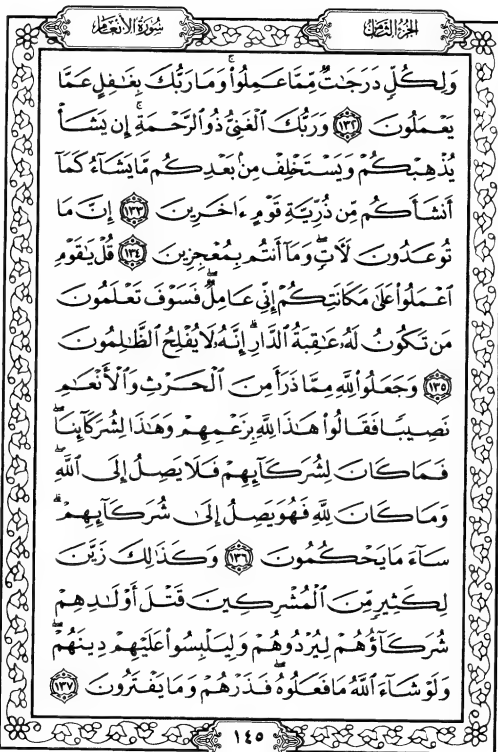 الجزء الثامن
سورة الأنعام
وَلِكُلٍّ دَرَجَٰتٌ مِّمَّا عَمِلُوا۟ۚ وَمَا رَبُّكَ بِغَٰفِلٍ عَمَّا
يَعْمَلُونَ ١٣٢ وَرَبُّكَ ٱلْغَنِىُّ ذُو ٱلرَّحْمَةِۚ إِن يَشَأْ
يُذْهِبْكُمْ وَيَسْتَخْلِفْ مِنۢ بَعْدِكُم مَّا يَشَآءُ كَمَآ
أَنشَأَكُم مِّن ذُرِّيَّةِ قَوْمٍ ءَاخَرِينَ ١٣٣ إِنَّ مَا
تُوعَدُونَ لَءَاتٍۖ وَمَآ أَنتُم بِمُعْجِزِينَ ١٣٤ قُلْ يَٰقَوْمِ
ٱعْمَلُوا۟ عَلَىٰ مَكَانَتِكُمْ إِنِّى عَامِلٌۖ فَسَوْفَ تَعْلَمُونَ
مَن تَكُونُ لَهُۥ عَٰقِبَةُ ٱلدَّارِۗ إِنَّهُۥ لَا يُفْلِحُ ٱلظَّٰلِمُونَ
١٣٥ وَجَعَلُوا۟ لِلَّهِ مِمَّا ذَرَأَ مِنَ ٱلْحَرْثِ وَٱلْأَنْعَٰمِ
نَصِيبًا فَقَالُوا۟ هَٰذَا لِلَّهِ بِزَعْمِهِمْ وَهَٰذَا لِشُرَكَآئِنَاۖ
فَمَا كَانَ لِشُرَكَآئِهِمْ فَلَا يَصِلُ إِلَى ٱللَّهِۖ
وَمَا كَانَ لِلَّهِ فَهُوَ يَصِلُ إِلَىٰ شُرَكَآئِهِمْۗ
سَآءَ مَا يَحْكُمُونَ ١٣٦ وَكَذَٰلِكَ زَيَّنَ
لِكَثِيرٍ مِّنَ ٱلْمُشْرِكِينَ قَتْلَ أَوْلَٰدِهِمْ
شُرَكَآؤُهُمْ لِيُرْدُوهُمْ وَلِيَلْبِسُوا۟ عَلَيْهِمْ دِينَهُمْۖ
وَلَوْ شَآءَ ٱللَّهُ مَا فَعَلُوهُۖ فَذَرْهُمْ وَمَا يَفْتَرُونَ ١٣٧
١٤٥